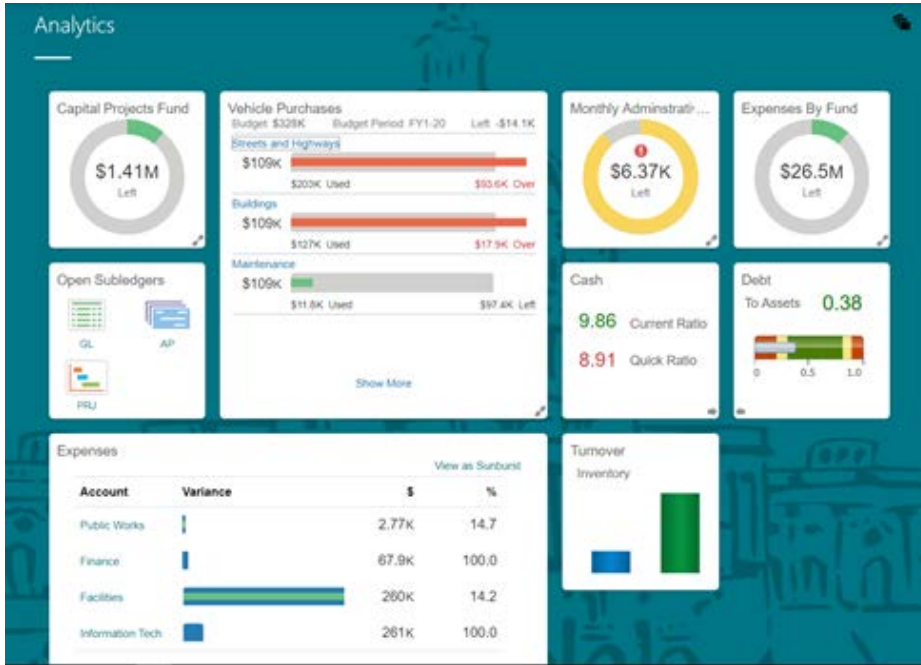 Analytics
Capital Projects Fund
$1.41M
Left
Vehicle Purchases
Budget $328K Budget Period FY1-20 Left -$14.1K
Streets and Highways
$109K
$203K Used $93.6K Over
Buildings
$109K
$127K Used $17.9K Over
Maintenance
$109K
$11.8K Used $97.4K Left
Show More
Monthly Adminstrativ...
$6.37K
Left
Expenses By Fund
$26.5M
Left
Open Subledgers
GL AP
PRJ
Cash
9.86 Current Ratio
8.91 Quick Ratio
Debt
To Assets 0.38
0 0.5 1.0
Expenses
View as Sunburst
Account Variance $ %
Public Works 2.77K 14.7
Finance 67.9K 100.0
Facilities 260K 14.2
Information Tech 261K 100.0
Turnover
Inventory